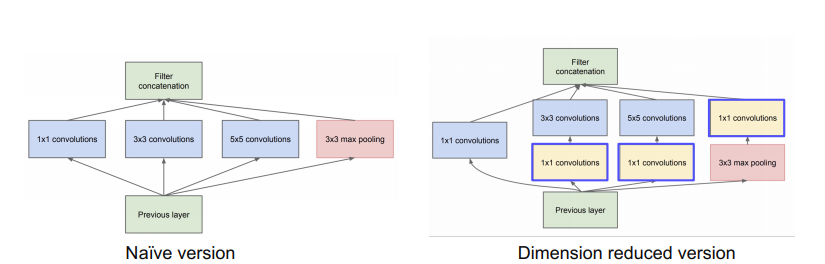 Filter
concatenation
1x1 convolutions
3x3 convolutions
5x5 convolutions
3x3 max pooling
Previous layer
Naïve version
Filter
concatenation
3x3 convolutions
5x5 convolutions
1x1 convolutions
1x1 convolutions
1x1 convolutions
1x1 convolutions
3x3 max pooling
Previous layer
Dimension reduced version